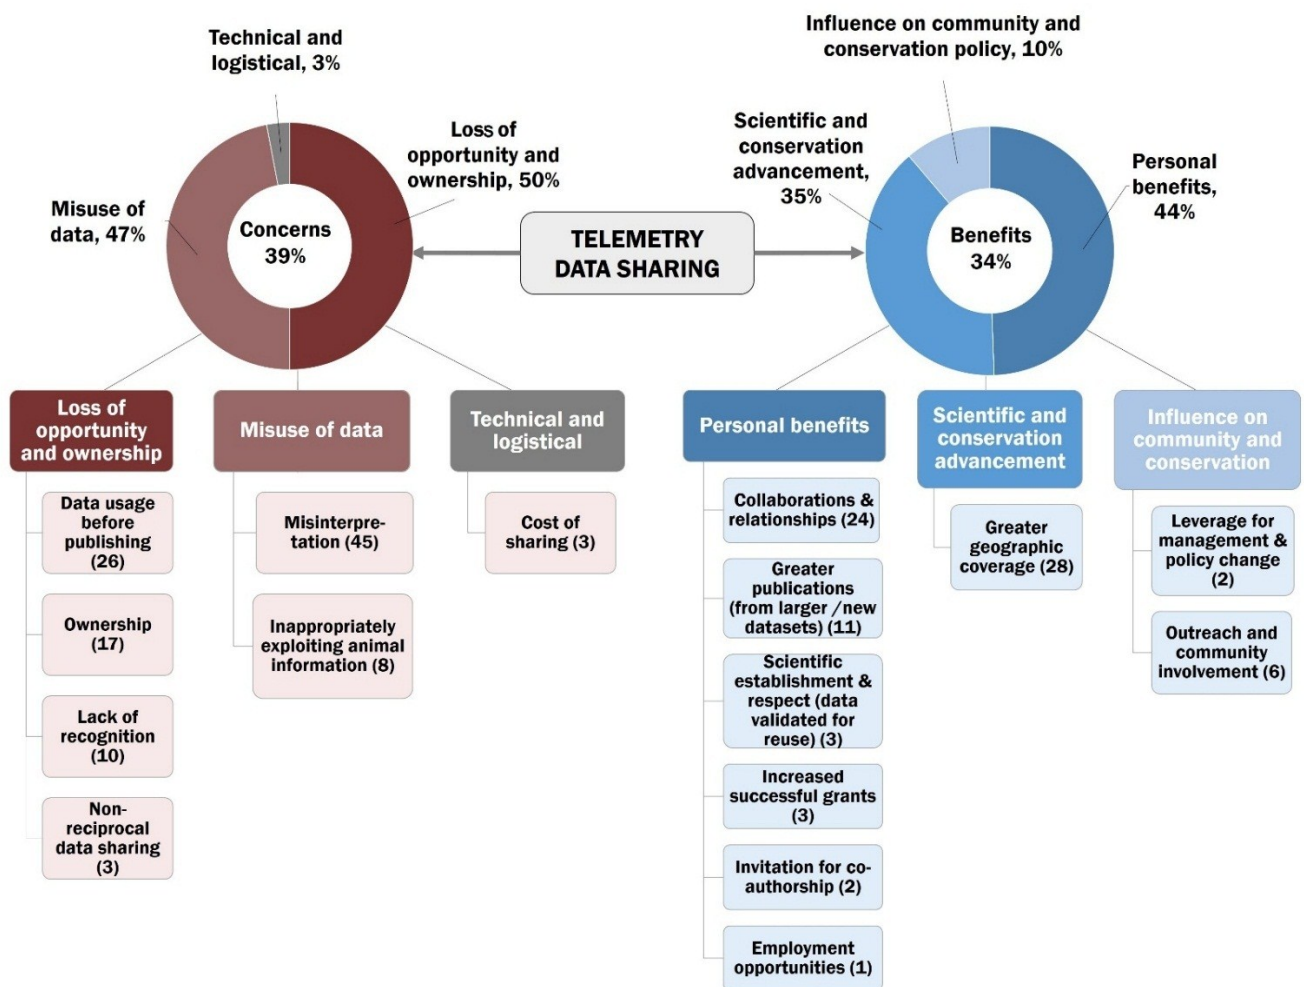 Technical and
logistical, 3%
Loss of
opportunity and
ownership, 50%
Misuse of
data, 47%
Concerns
39%
TELEMETRY
DATA SHARING
Influence on community and
conservation policy, 10%
Scientific and
conservation
advancement,
35%
Personal
benefits,
44%
Benefits
34%
Loss of
opportunity
and ownership
Data usage
before
publishing
(26)
Ownership
(17)
Lack of
recognition
(10)
Non-
reciprocal
data sharing
(3)
Misuse of data
Misinterpre-
tation (45)
Inappropriately
exploiting animal
information (8)
Technical and
logistical
Cost of
sharing (3)
Personal benefits
Collaborations &
relationships (24)
Greater
publications
(from larger /new
datasets) (11)
Scientific
establishment &
respect (data
validated for
reuse) (3)
Increased
successful grants
(3)
Invitation for co-
authorship (2)
Employment
opportunities (1)
Scientific and
conservation
advancement
Greater
geographic
coverage (28)
Influence on
community and
conservation
Leverage for
management &
policy change
(2)
Outreach and
community
involvement (6)